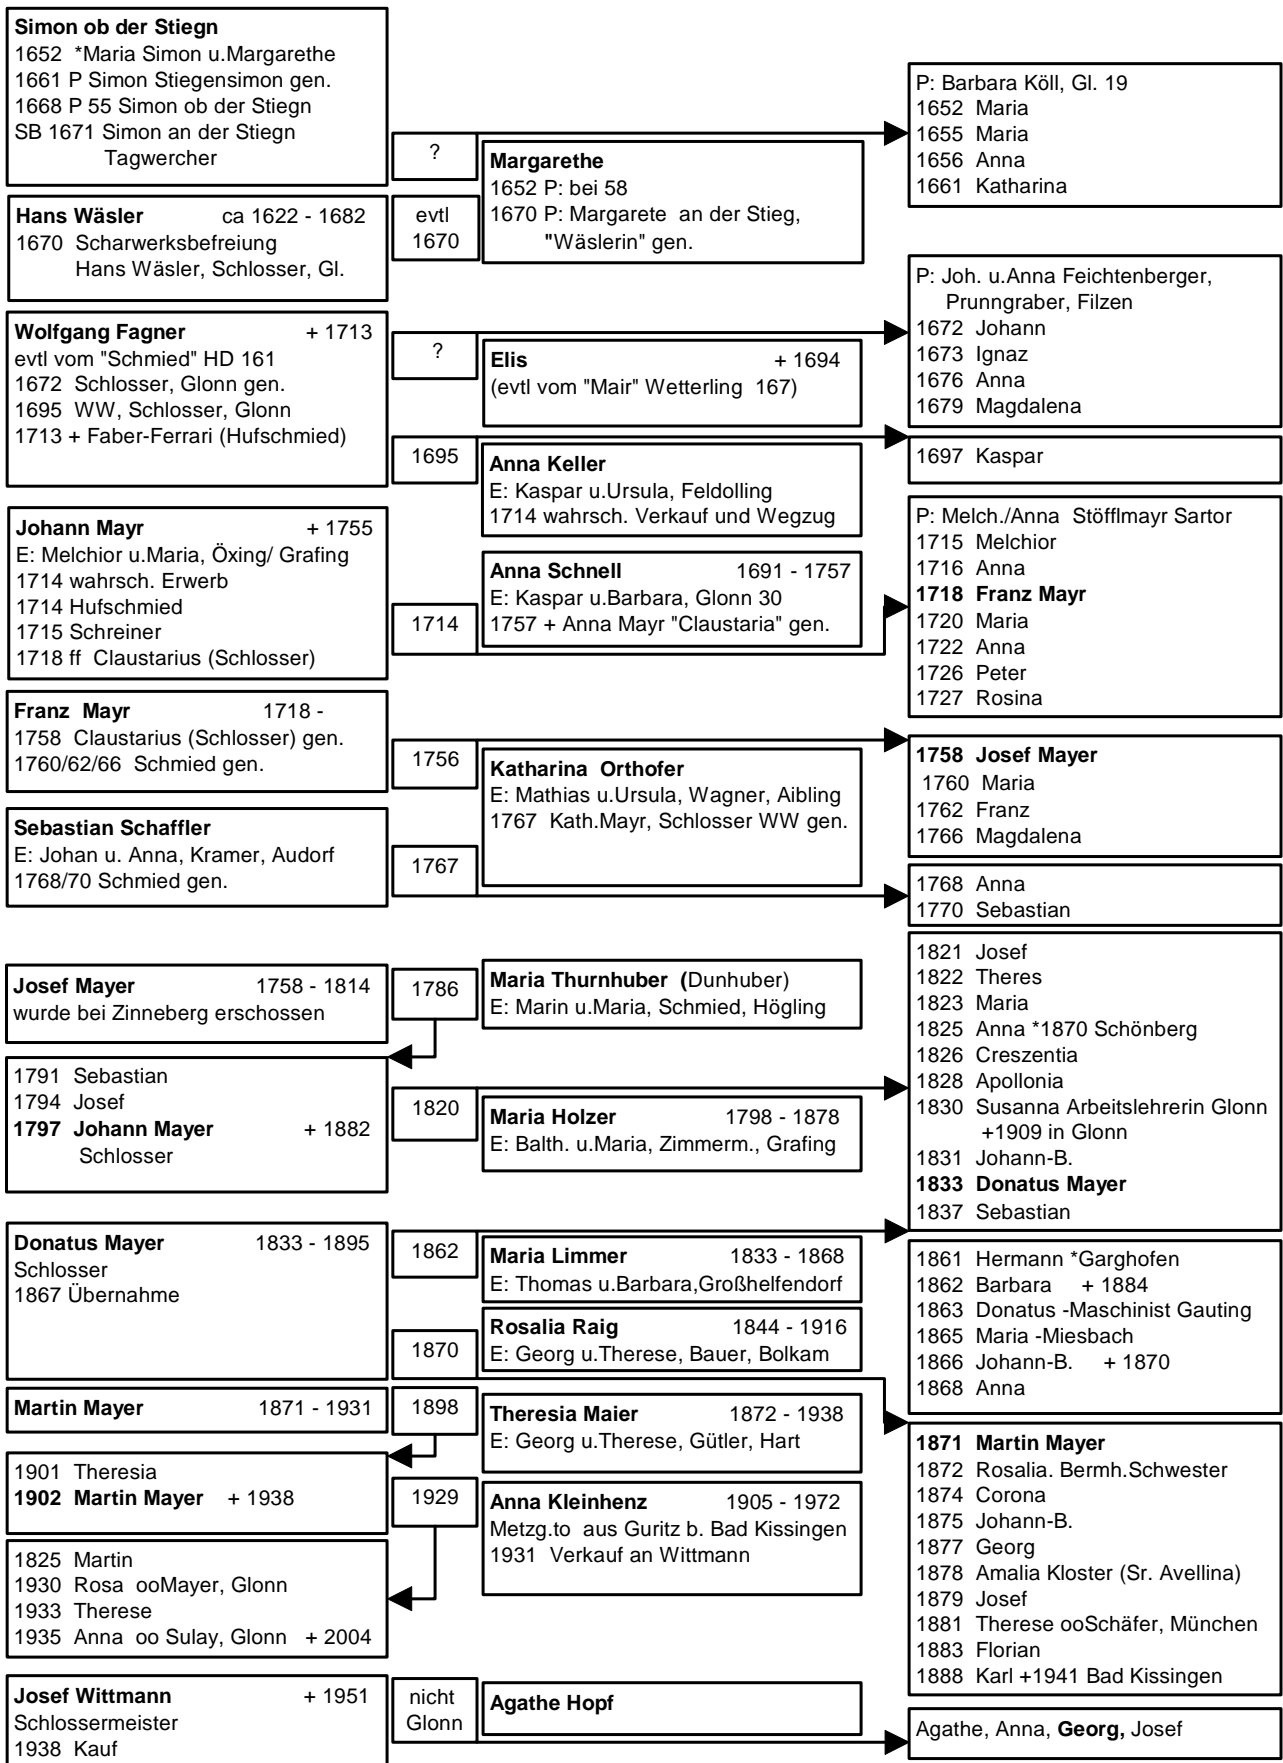 Simon ob der Stiegn
1652 *Maria Simon u.Margarethe
1661 P Simon Stiegensimon gen.
1668 P 55 Simon ob der Stiegn
SB 1671 Simon an der Stiegn
Tagwercher
?
Margarethe
1652 P: bei 58
1670 P: Margarete an der Stieg,
"Wäslerin" gen.
P: Barbara Köll, Gl. 19
1652 Maria
1655 Maria
1656 Anna
1661 Katharina
Hans Wäsler ca 1622 - 1682
1670 Scharwerksbefreiung
Hans Wäsler, Schlosser, Gl.
evtl
1670
Wolfgang Fagner + 1713
evtl vom "Schmied" HD 161
1672 Schlosser, Glonn gen.
1695 WW, Schlosser, Glonn
1713 + Faber-Ferrari (Hufschmied)
?
Elis + 1694
(evtl vom "Mair" Wetterling 167)
P: Joh. u.Anna Feichtenberger,
Prunngraber, Filzen
1672 Johann
1673 Ignaz
1676 Anna
1679 Magdalena
1695
Anna Keller
E: Kaspar u.Ursula, Feldolling
1714 wahrsch. Verkauf und Wegzug
1697 Kaspar
Johann Mayr + 1755
E: Melchior u.Maria, Öxing/ Grafing
1714 wahrsch. Erwerb
1714 Hufschmied
1715 Schreiner
1718 ff Claustarius (Schlosser)
1714
Anna Schnell 1691 - 1757
E: Kaspar u.Barbara, Glonn 30
1757 + Anna Mayr "Claustaria" gen.
P: Melch./Anna Stöfflmayr Sartor
1715 Melchior
1716 Anna
1718 Franz Mayr
1720 Maria
1722 Anna
1726 Peter
1727 Rosina
Franz Mayr 1718 -
1758 Claustarius (Schlosser) gen.
1760/62/66 Schmied gen.
1756
Katharina Orthofer
E: Mathias u.Ursula, Wagner, Aibling
1767 Kath.Mayr, Schlosser WW gen.
1758 Josef Mayer
1760 Maria
1762 Franz
1766 Magdalena
Sebastian Schaffler
E: Johan u. Anna, Kramer, Audorf
1768/70 Schmied gen.
1767
1768 Anna
1770 Sebastian
Josef Mayer 1758 - 1814
wurde bei Zinneberg erschossen
1786
Maria Thurnhuber (Dunhuber)
E: Marin u.Maria, Schmied, Högling
1791 Sebastian
1794 Josef
1797 Johann Mayer + 1882
Schlosser
1820
Maria Holzer 1798 - 1878
E: Balth. u.Maria, Zimmerm., Grafing
1821 Josef
1822 Theres
1823 Maria
1825 Anna *1870 Schönberg
1826 Creszentia
1828 Apollonia
1830 Susanna Arbeitslehrerin Glonn
+1909 in Glonn
1831 Johann-B.
1833 Donatus Mayer
1837 Sebastian
Donatus Mayer 1833 - 1895
Schlosser
1867 Übernahme
1862
Maria Limmer 1833 - 1868
E: Thomas u.Barbara,Großhelfendorf
1861 Hermann *Garghofen
1862 Barbara + 1884
1863 Donatus -Maschinist Gauting
1865 Maria -Miesbach
1866 Johann-B. + 1870
1868 Anna
1870
Rosalia Raig 1844 - 1916
E: Georg u.Therese, Bauer, Bolkam
Martin Mayer 1871 - 1931
1898
Theresia Maier 1872 - 1938
E: Georg u.Therese, Gütler, Hart
1871 Martin Mayer
1872 Rosalia. Bermh.Schwester
1874 Corona
1875 Johann-B.
1877 Georg
1878 Amalia Kloster (Sr. Avellina)
1879 Josef
1881 Therese ooSchäfer, München
1883 Florian
1888 Karl +1941 Bad Kissingen
1901 Theresia
1902 Martin Mayer + 1938
1929
Anna Kleinhenz 1905 - 1972
Metzg.to aus Guritz b. Bad Kissingen
1931 Verkauf an Wittmann
1825 Martin
1930 Rosa ooMayer, Glonn
1933 Therese
1935 Anna oo Sulay, Glonn + 2004
Josef Wittmann + 1951
Schlossermeister
1938 Kauf
nicht
Glonn
Agathe Hopf
Agathe, Anna, Georg, Josef